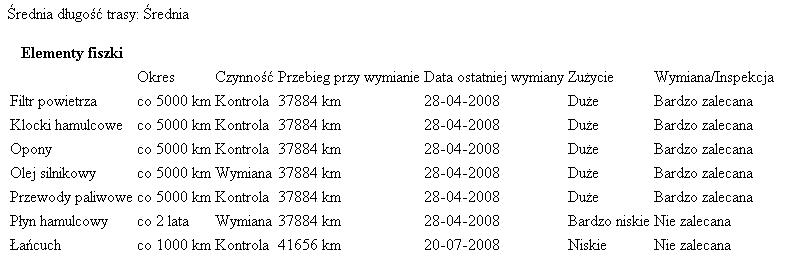 Średnia długość trasy: Średnia
Elementy fiszki
Okres Czynność Przebieg przy wymianie Data ostatniej wymiany Zużycie Wymiana/Inspekcja
Filtr powietrza co 5000 km Kontrola 37884 km 28-04-2008 Duże Bardzo zalecana
Klocki hamulcowe co 5000 km Kontrola 37884 km 28-04-2008 Duże Bardzo zalecana
Opony co 5000 km Kontrola 37884 km 28-04-2008 Duże Bardzo zalecana
Olej silnikowy co 5000 km Wymiana 37884 km 28-04-2008 Duże Bardzo zalecana
Przewody paliwowe co 5000 km Kontrola 37884 km 28-04-2008 Duże Bardzo zalecana
Płyn hamulcowy co 2 lata Wymiana 37884 km 28-04-2008 Bardzo niskie Nie zalecana
Łańcuch co 1000 km Kontrola 41656 km 20-07-2008 Niskie Nie zalecana